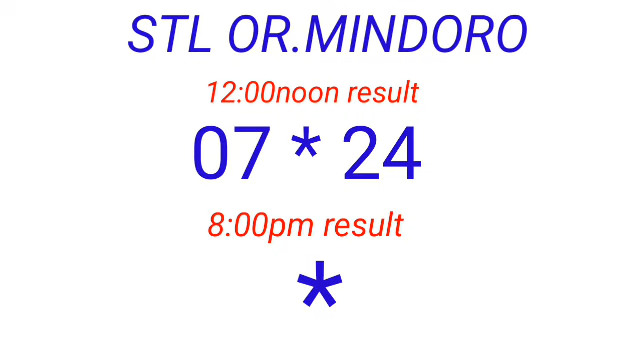 STL OR.MINDORO
12:00noon result
07 * 24
8:00pm result
*